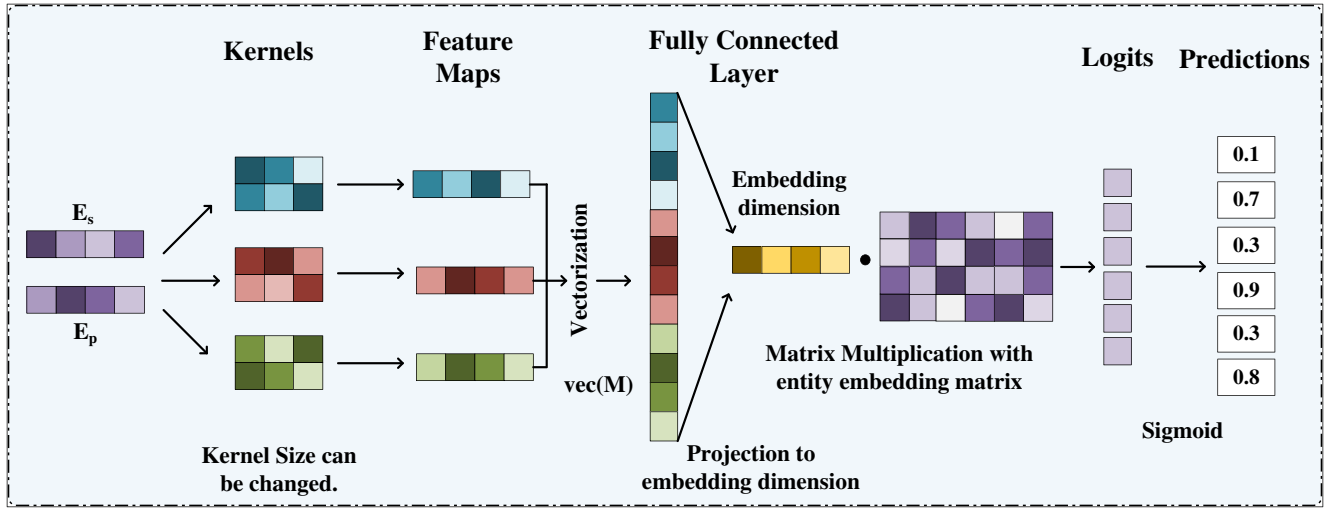 Kernels
Feature
Maps
Fully Connected
Layer
Logits
Predictions
E_s
E_p
Kernel Size can
be changed.
Vectorization
vec(M)
Embedding
dimension
Projection to
embedding dimension
Matrix Multiplication with
entity embedding matrix
0.1
0.7
0.3
0.9
0.3
0.8
Sigmoid